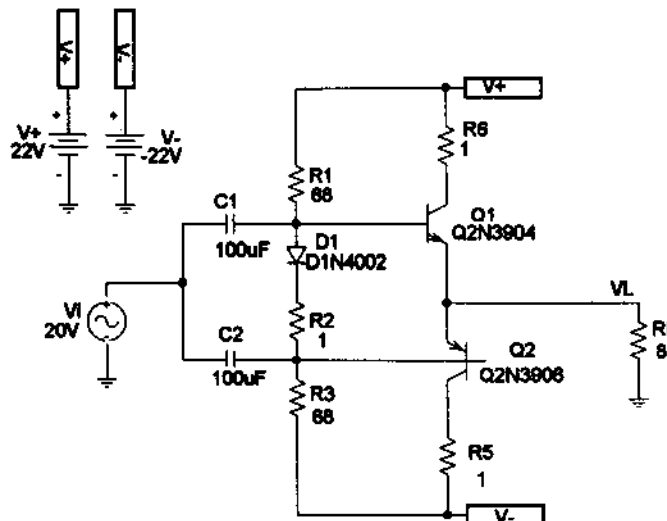 V+
V-
V+
22V
V-
-22V
+
+
-
-
V+
R6
1
R1
68
C1
100uF
Q1
Q2N3904
D1
D1N4002
VL
VI
20V
R2
1
C2
100uF
Q2
Q2N3906
R3
68
R5
1
V-